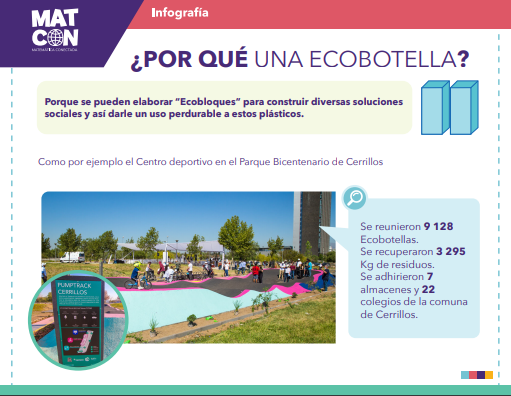 MAT
CON
MATEMÁTICA CONECTADA
Infografía
¿POR QUÉ UNA ECOBOTELLA?
Porque se pueden elaborar “Ecobloques” para construir diversas soluciones
sociales y así darle un uso perdurable a estos plásticos.
Como por ejemplo el Centro deportivo en el Parque Bicentenario de Cerrillos
Se reunieron 9 128
Ecobotellas.
Se recuperaron 3 295
Kg de residuos.
Se adhirieron 7
almacenes y 22
colegios de la comuna
de Cerrillos.
PUMPTRACK
CERRILLOS